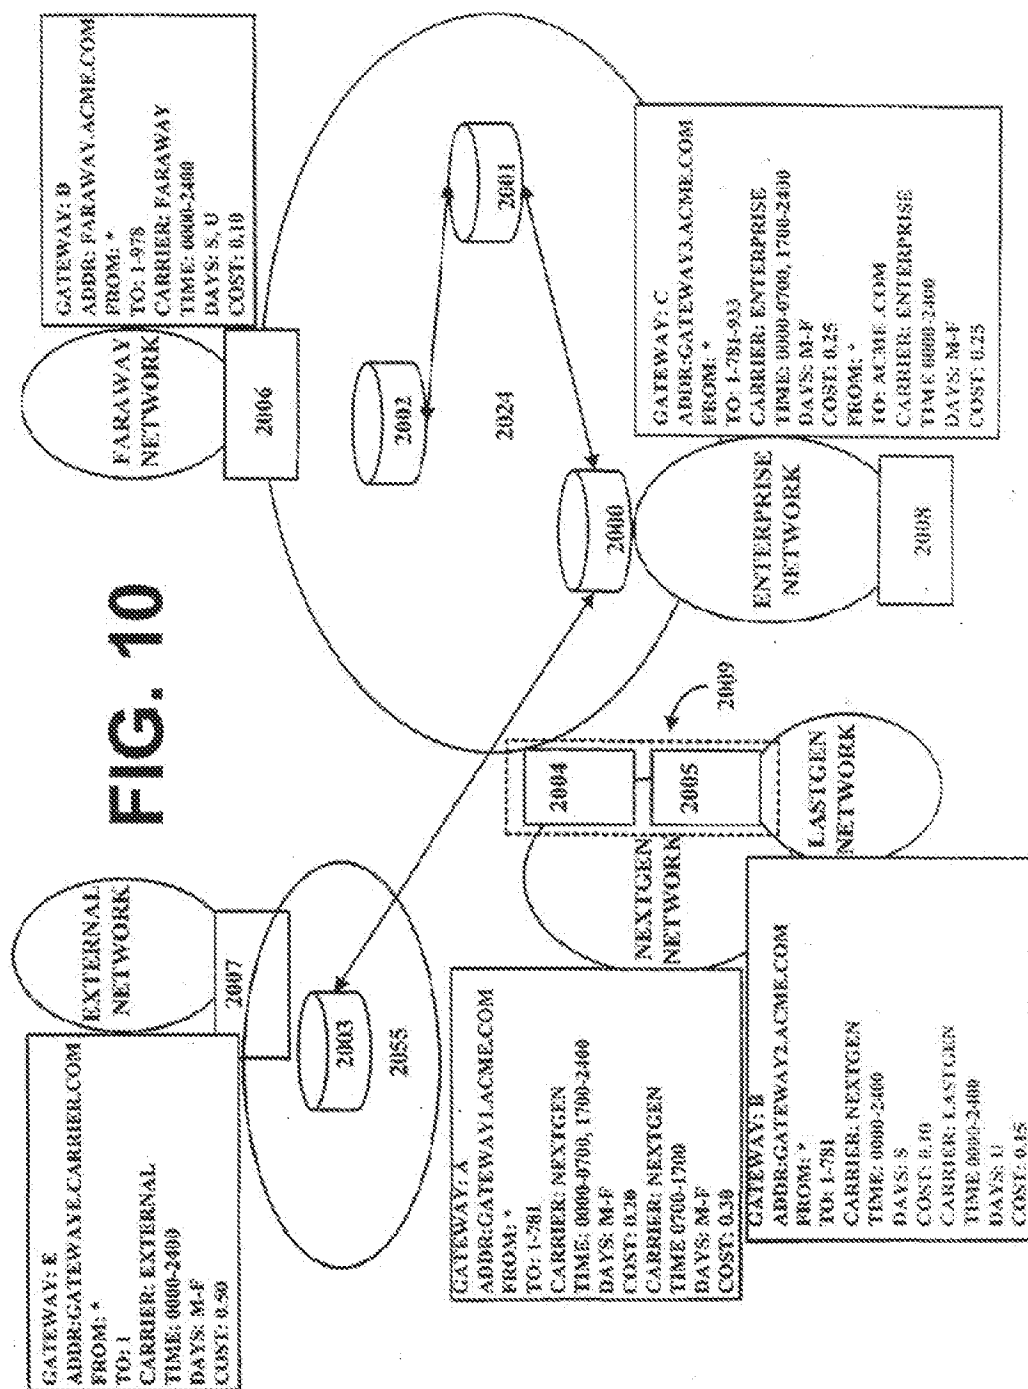 FIG. 10
EXTERNAL
NETWORK
2007
GATEWAY: E
ADDR:GATEWAYE.CARRIER.COM
FROM: *
TO: 1
CARRIER: EXTERNAL
TIME: 0000-2400
DAYS: M-F
COST: 0.50
2003
2055
FARAWAY
NETWORK
2006
GATEWAY: D
ADDR: FARAWAY.ACME.COM
FROM: *
TO: 1-978
CARRIER: FARAWAY
TIME: 0000-2400
DAYS: S, U
COST: 0.10
2002
2001
2024
2000
GATEWAY: A
ADDR:GATEWAY1.ACME.COM
FROM: *
TO: 1-781
CARRIER: NEXTGEN
TIME: 0000-0700, 1700-2400
DAYS: M-F
COST: 0.20
CARRIER: NEXTGEN
TIME 0700-1700
DAYS: M-F
COST: 0.30
NEXTGEN
NETWORK
2004
2005
2009
LASTGEN
NETWORK
GATEWAY: B
ADDR:GATEWAY2.ACME.COM
FROM: *
TO: 1-781
CARRIER: NEXTGEN
TIME: 0000-2400
DAYS: S
COST: 0.10
CARRIER: LASTGEN
TIME 0000-2400
DAYS: U
COST: 0.15
ENTERPRISE
NETWORK
2008
GATEWAY: C
ADDR:GATEWAY3.ACME.COM
FROM: *
TO: 1-781-933
CARRIER: ENTERPRISE
TIME: 0000-0700, 1700-2400
DAYS: M-F
COST: 0.25
FROM: *
TO: ACME.COM
CARRIER: ENTERPRISE
TIME 0000-2400
DAYS: M-F
COST: 0.25